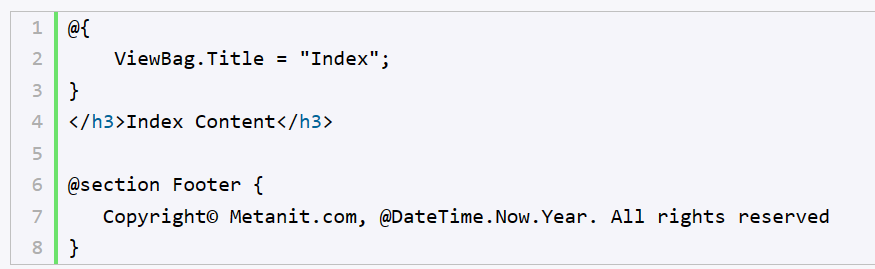 1 @{
2     ViewBag.Title = "Index";
3 }
4 </h3>Index Content</h3>
5
6 @section Footer {
7    Copyright© Metanit.com, @DateTime.Now.Year. All rights reserved
8 }